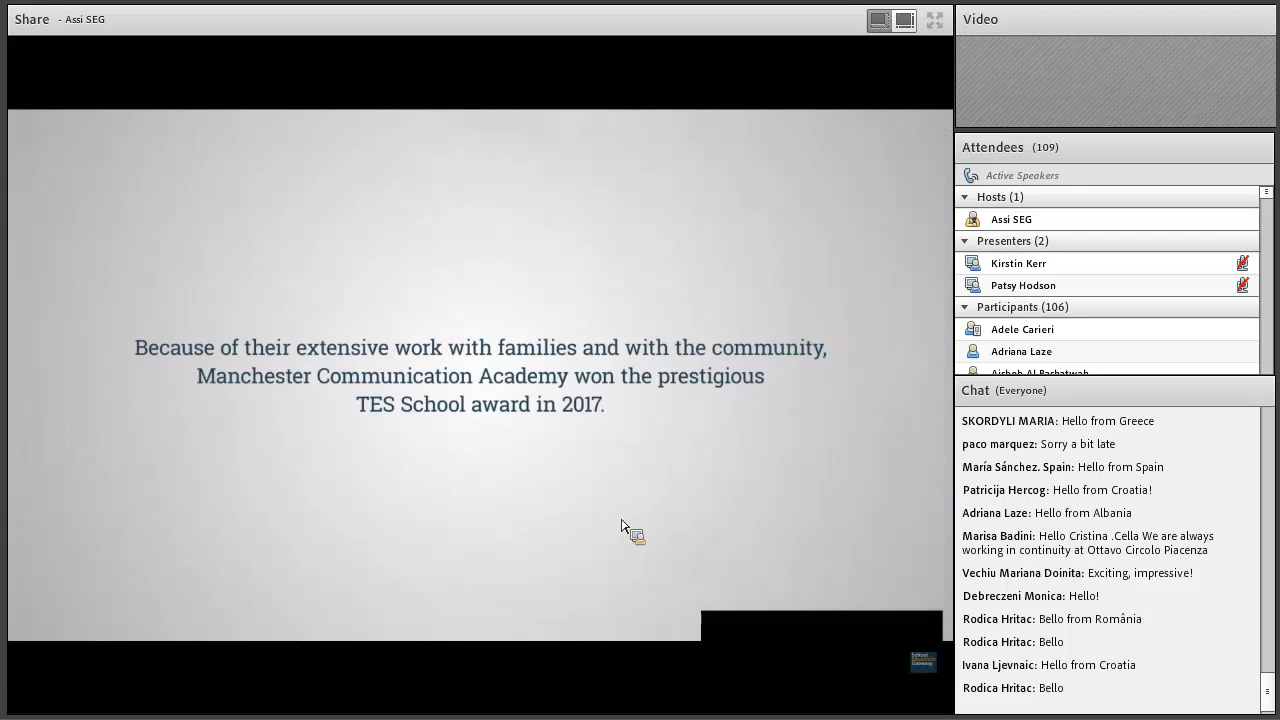 Share - Assi SEG
Because of their extensive work with families and with the community,
Manchester Communication Academy won the prestigious
TES School award in 2017.
School
Education
Gateway
Video
Attendees (109)
Active Speakers
Hosts (1)
Assi SEG
Presenters (2)
Kirstin Kerr
Patsy Hodson
Participants (106)
Adele Carieri
Adriana Laze
Chat (Everyone)
SKORDYLI MARIA: Hello from Greece
paco marquez: Sorry a bit late
María Sánchez. Spain: Hello from Spain
Patricija Hercog: Hello from Croatia!
Adriana Laze: Hello from Albania
Marisa Badini: Hello Cristina .Cella We are always
working in continuity at Ottavo Circolo Piacenza
Vechiu Mariana Doinita: Exciting, impressive!
Debreczeni Monica: Hello!
Rodica Hritac: Bello from România
Rodica Hritac: Bello
Ivana Ljevnaic: Hello from Croatia
Rodica Hritac: Bello